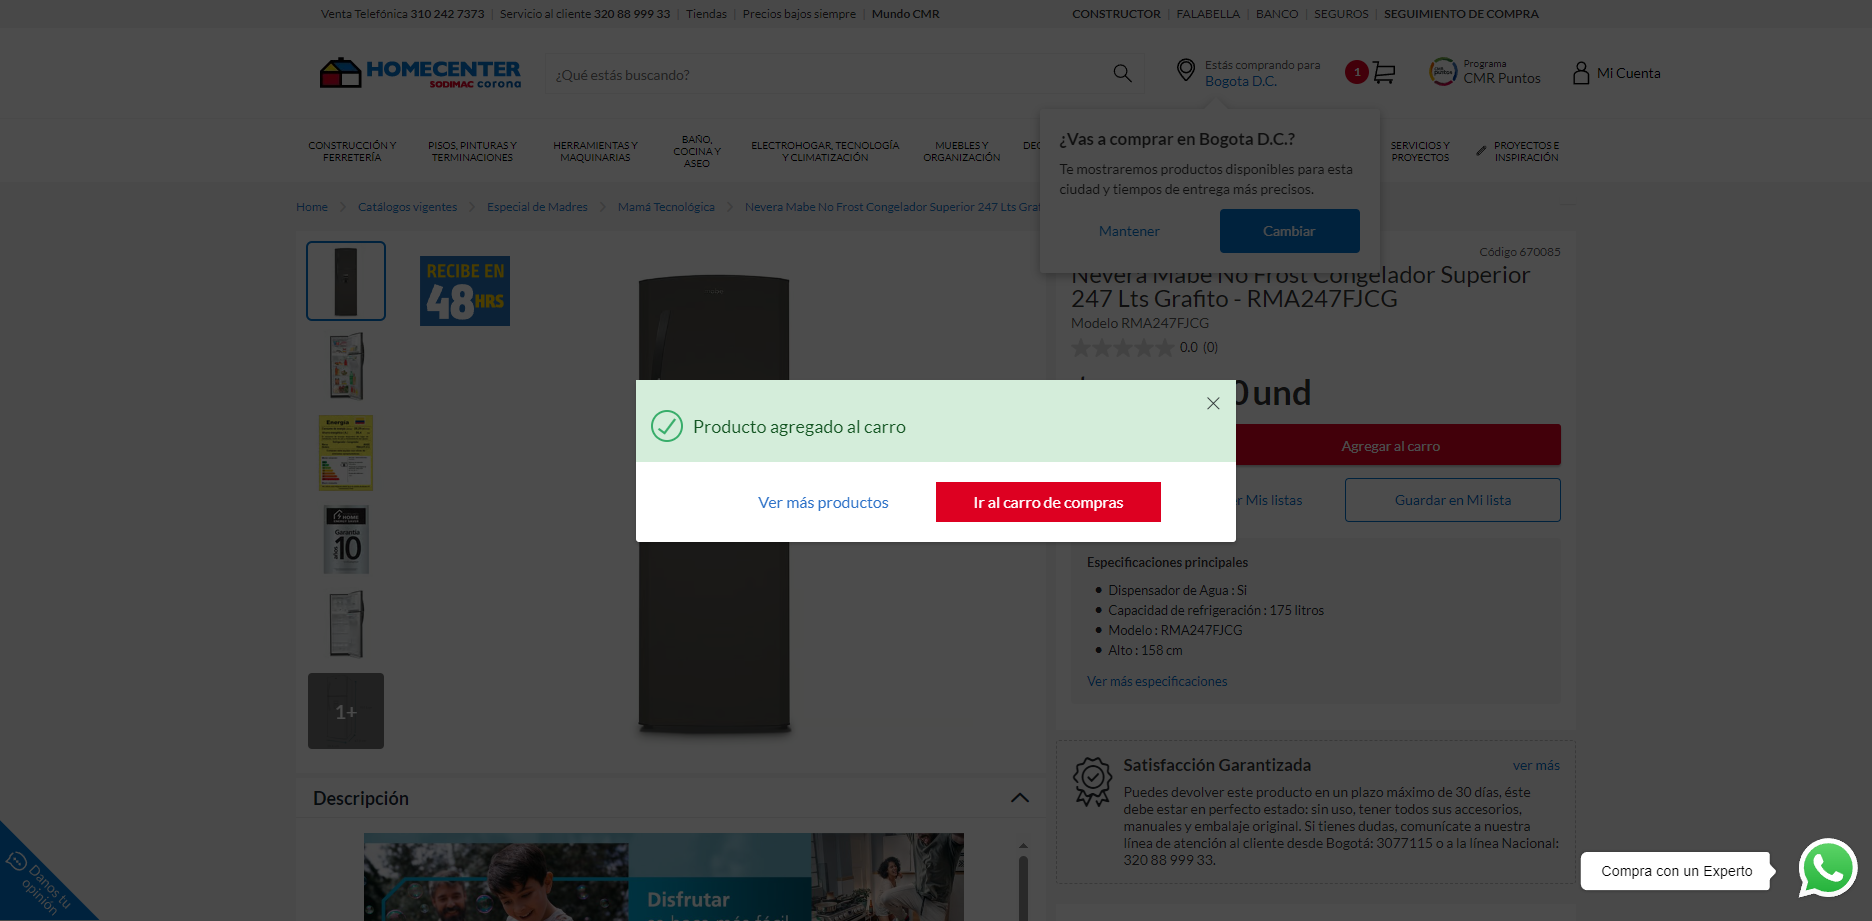 Venta Telefónica 310 242 7373 | Servicio al cliente 320 88 999 33 | Tiendas | Precios bajos siempre | Mundo CMR
CONSTRUCTOR | FALABELLA | BANCO | SEGUROS | SEGUIMIENTO DE COMPRA
HOMECENTER
SODIMAC corona
¿Qué estás buscando?
Estás comprando para
Bogota D.C.
1
Programa
CMR Puntos
Mi Cuenta
CONSTRUCCIÓN Y
FERRETERÍA
PISOS, PINTURAS Y
TERMINACIONES
HERRAMIENTAS Y
MAQUINARIAS
BAÑO,
COCINA Y
ASEO
ELECTROHOGAR, TECNOLOGÍA
Y CLIMATIZACIÓN
MUEBLES Y
ORGANIZACIÓN
SERVICIOS Y
PROYECTOS
PROYECTOS E
INSPIRACIÓN
¿Vas a comprar en Bogota D.C.?
Te mostraremos productos disponibles para esta
ciudad y tiempos de entrega más precisos.
Mantener
Cambiar
Home > Catálogos vigentes > Especial de Madres > Mamá Tecnológica > Nevera Mabe No Frost Congelador Superior 247 Lts
RECIBE EN
48HRS
Energía
HOME
Garantía
10
años
1+
Código 670085
Nevera Mabe No Frost Congelador Superior
247 Lts Grafito - RMA247FJCG
Modelo RMA247FJCG
0.0 (0)
0 und
Agregar al carro
Mis listas
Guardar en Mi lista
Producto agregado al carro
Ver más productos
Ir al carro de compras
Especificaciones principales
Dispensador de Agua : Si
Capacidad de refrigeración : 175 litros
Modelo : RMA247FJCG
Alto : 158 cm
Ver más especificaciones
Satisfacción Garantizada
ver más
Puedes devolver este producto en un plazo máximo de 30 días, éste
debe estar en perfecto estado: sin uso, tener todos sus accesorios,
manuales y embalaje original. Si tienes dudas, comunícate a nuestra
línea de atención al cliente desde Bogotá: 3077115 o a la línea Nacional:
320 88 999 33.
Descripción
Disfrutar
Danos tu
opinión
Compra con un Experto